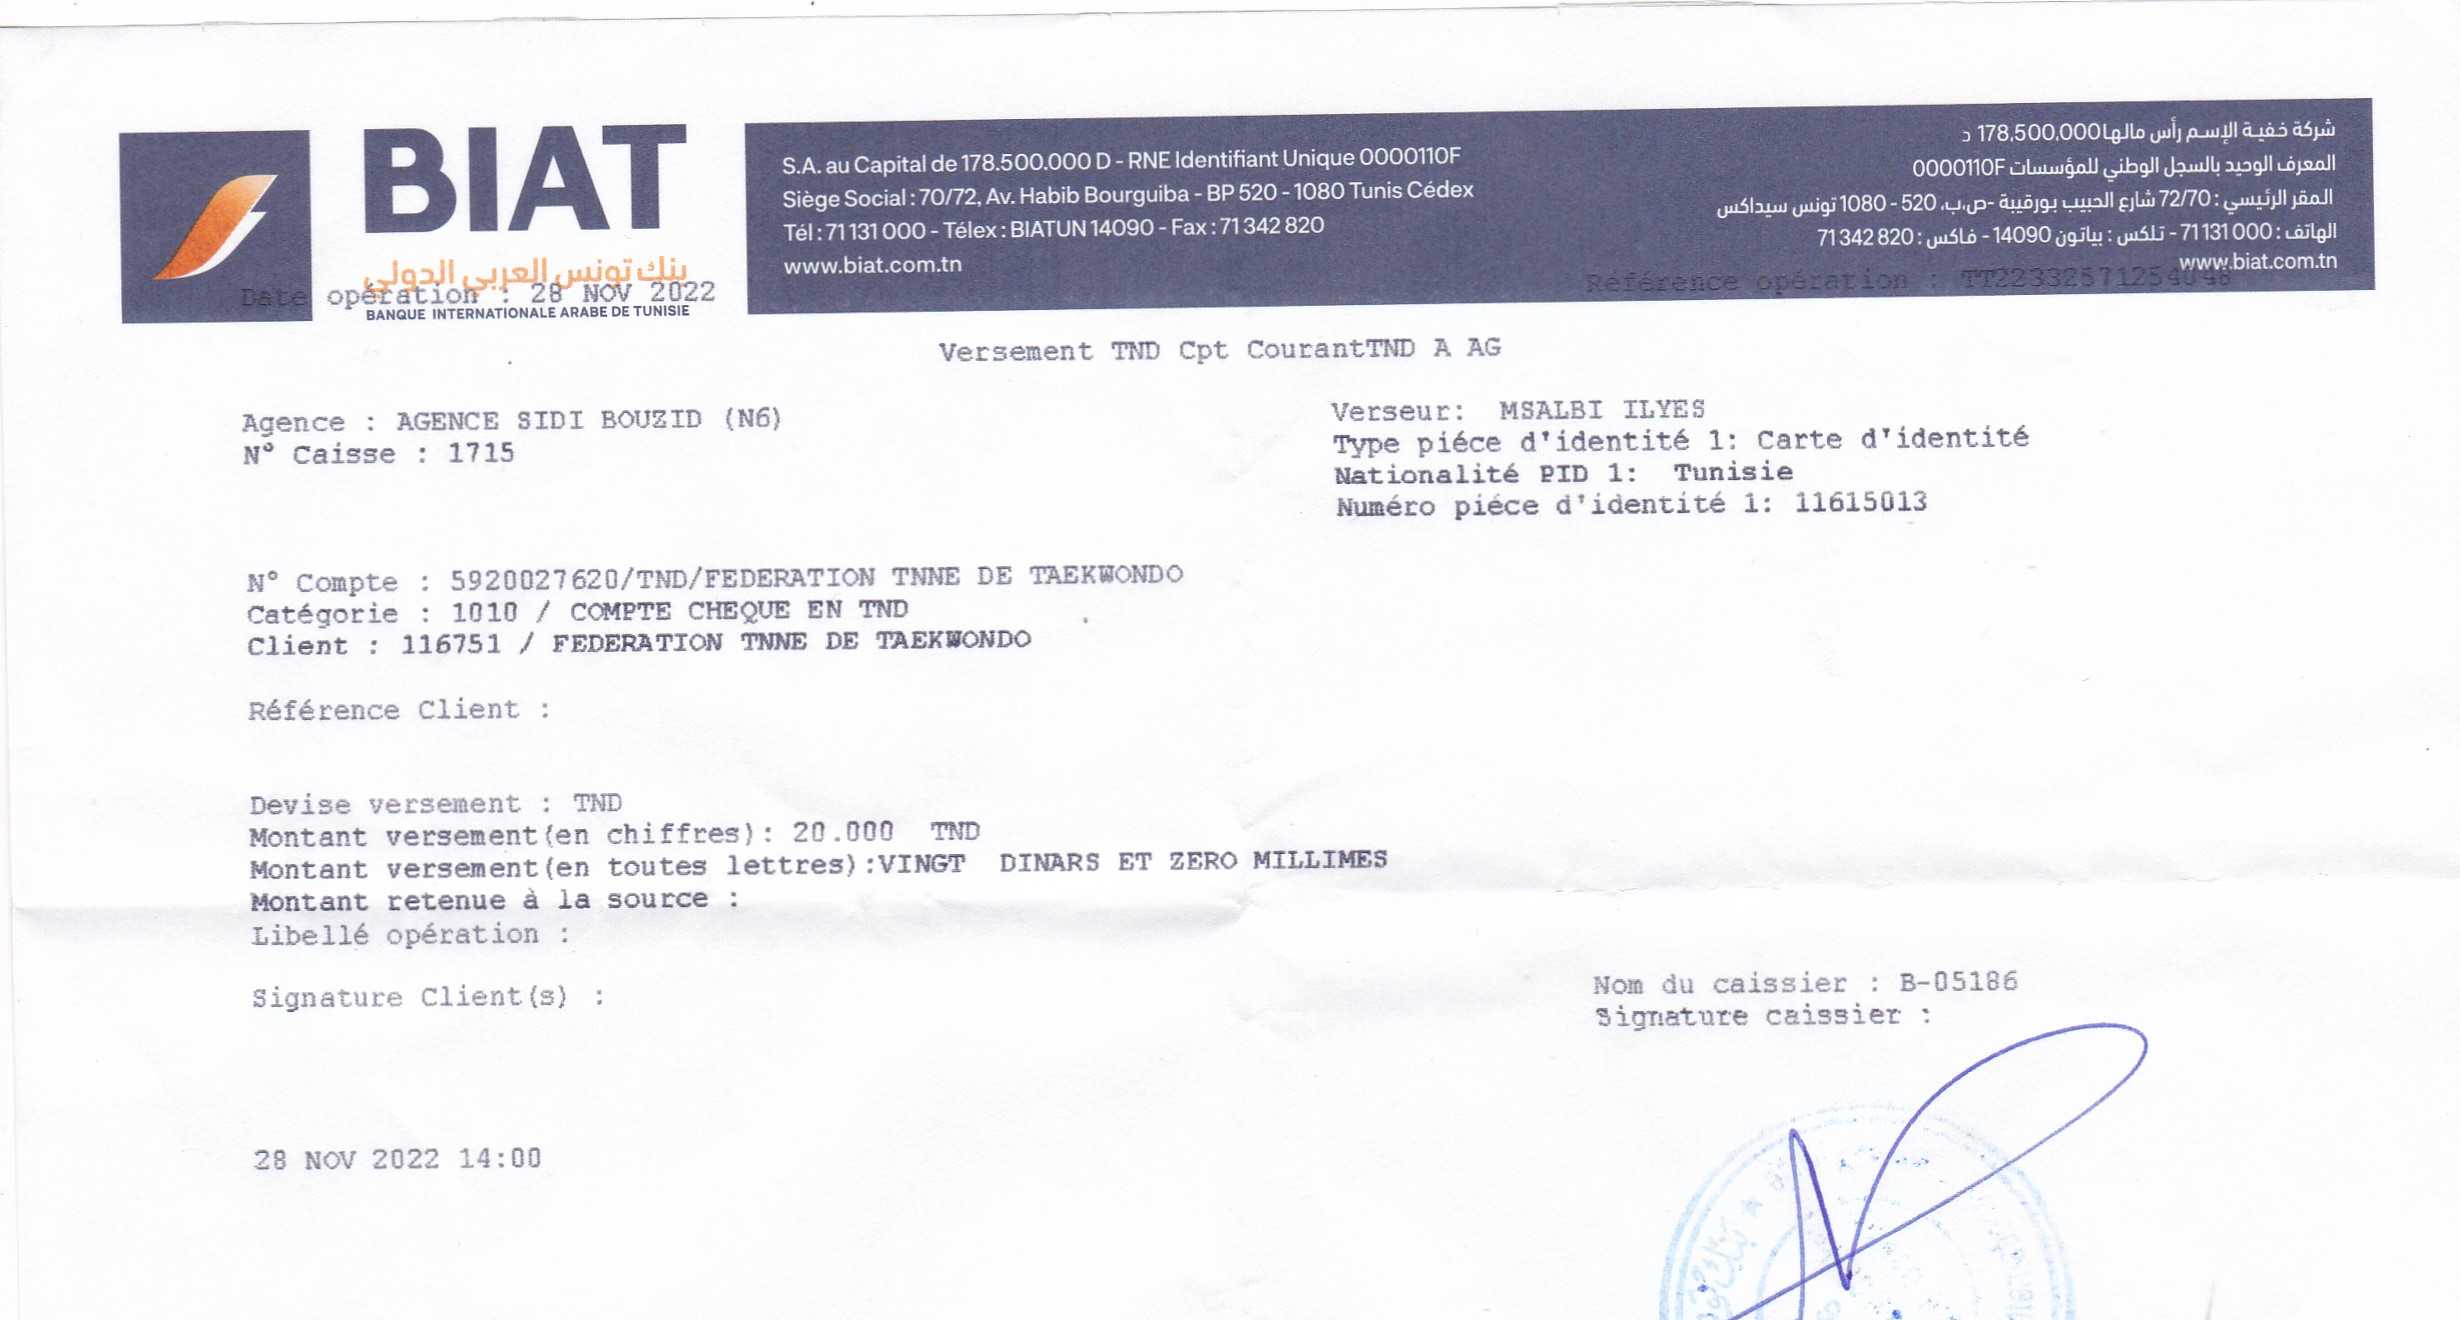 BIAT
بنك تونس العربي الدولي
BANQUE INTERNATIONALE ARABE DE TUNISIE
S.A. au Capital de 178.500.000 D - RNE Identifiant Unique 0000110F
Siège Social : 70/72, Av. Habib Bourguiba - BP 520 - 1080 Tunis Cédex
Tél : 71 131 000 - Télex : BIATUN 14090 - Fax : 71 342 820
www.biat.com.tn
شركة خفية الإسم رأس مالها 178,500,000 د
المعرف الوحيد بالسجل الوطني للمؤسسات 0000110F
المقر الرئيسي : 72/70 شارع الحبيب بورقيبة -ص،ب، 520 - 1080 تونس سيداكس
الهاتف : 000 131 71 - تلكس : بياتون 14090 - فاكس : 820 342 71
www.biat.com.tn
Date opération : 28 NOV 2022
Référence opération : TT22332571254048
Versement TND Cpt CourantTND A AG
Agence : AGENCE SIDI BOUZID (N6)
N° Caisse : 1715
Verseur: MSALBI ILYES
Type piéce d'identité 1: Carte d'identité
Nationalité PID 1: Tunisie
Numéro piéce d'identité 1: 11615013
N° Compte : 5920027620/TND/FEDERATION TNNE DE TAEKWONDO
Catégorie : 1010 / COMPTE CHEQUE EN TND
Client : 116751 / FEDERATION TNNE DE TAEKWONDO
Référence Client :
Devise versement : TND
Montant versement(en chiffres): 20.000 TND
Montant versement(en toutes lettres):VINGT DINARS ET ZERO MILLIMES
Montant retenue à la source :
Libellé opération :
Signature Client(s) :
Nom du caissier : B-05186
Signature caissier :
28 NOV 2022 14:00